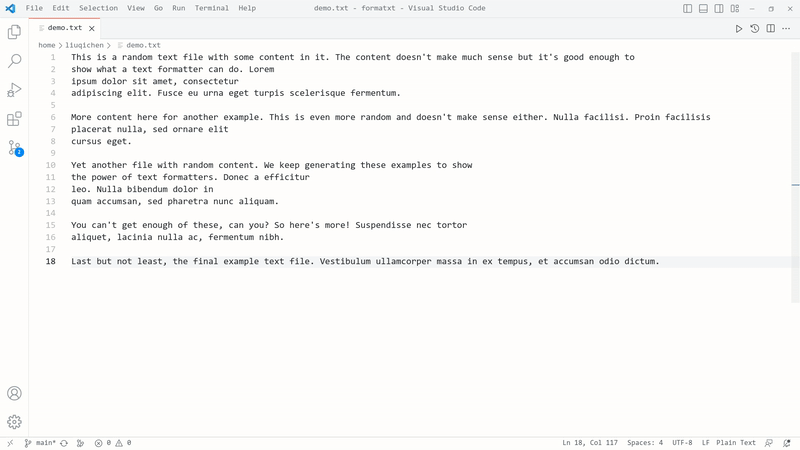 File Edit Selection View Go Run Terminal Help demo.txt - formatxt - Visual Studio Code
demo.txt
home > liuqichen > demo.txt
1 This is a random text file with some content in it. The content doesn't make much sense but it's good enough to
2 show what a text formatter can do. Lorem
3 ipsum dolor sit amet, consectetur
4 adipiscing elit. Fusce eu urna eget turpis scelerisque fermentum.
5
6 More content here for another example. This is even more random and doesn't make sense either. Nulla facilisi. Proin facilisis
7 placerat nulla, sed ornare elit
8 cursus eget.
9
10 Yet another file with random content. We keep generating these examples to show
11 the power of text formatters. Donec a efficitur
12 leo. Nulla bibendum dolor in
13 quam accumsan, sed pharetra nunc aliquam.
14
15 You can't get enough of these, can you? So here's more! Suspendisse nec tortor
16 aliquet, lacinia nulla ac, fermentum nibh.
17
18 Last but not least, the final example text file. Vestibulum ullamcorper massa in ex tempus, et accumsan odio dictum.
2
main* 0 0 Ln 18, Col 117 Spaces: 4 UTF-8 LF Plain Text